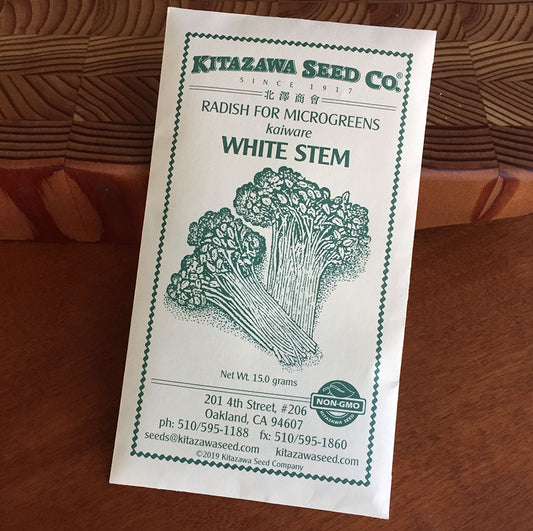 KITAZAWA SEED CO.®
SINCE 1917
北澤商會
RADISH FOR MICROGREENS
kaiware
WHITE STEM
Net Wt. 15.0 grams
NON-GMO
KITAZAWA SEED
201 4th Street, #206
Oakland, CA 94607
ph: 510/595-1188 fx: 510/595-1860
seeds@kitazawaseed.com kitazawaseed.com
©2019 Kitazawa Seed Company